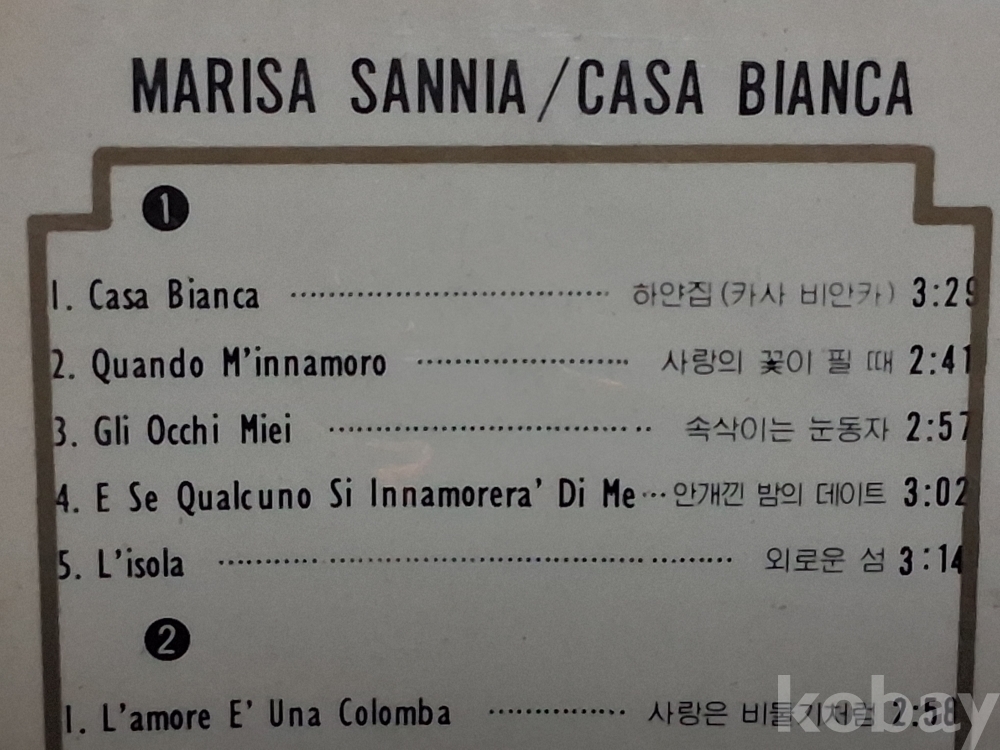 MARISA SANNIA/CASA BIANCA
1
1. Casa Bianca ........................................ 하얀집(카사 비안카) 3:29
2. Quando M'innamoro .......................... 사랑의 꽃이 필 때 2:41
3. Gli Occhi Miei ........................................ 속삭이는 눈동자 2:57
4. E Se Qualcuno Si Innamorera' Di Me... 안개낀 밤의 데이트 3:02
5. L'isola ................................................................ 외로운 섬 3:14
2
1. L'amore E' Una Colomba ................. 사랑은 비둘기처럼 2:58
kobay